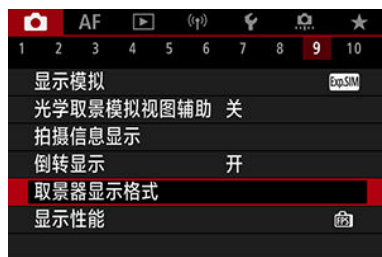 AF
1 2 3 4 5 6 7 8 9 10
显示模拟 Exp.SIM
光学取景模拟视图辅助 关
拍摄信息显示
倒转显示 开
取景器显示格式
显示性能 FPS